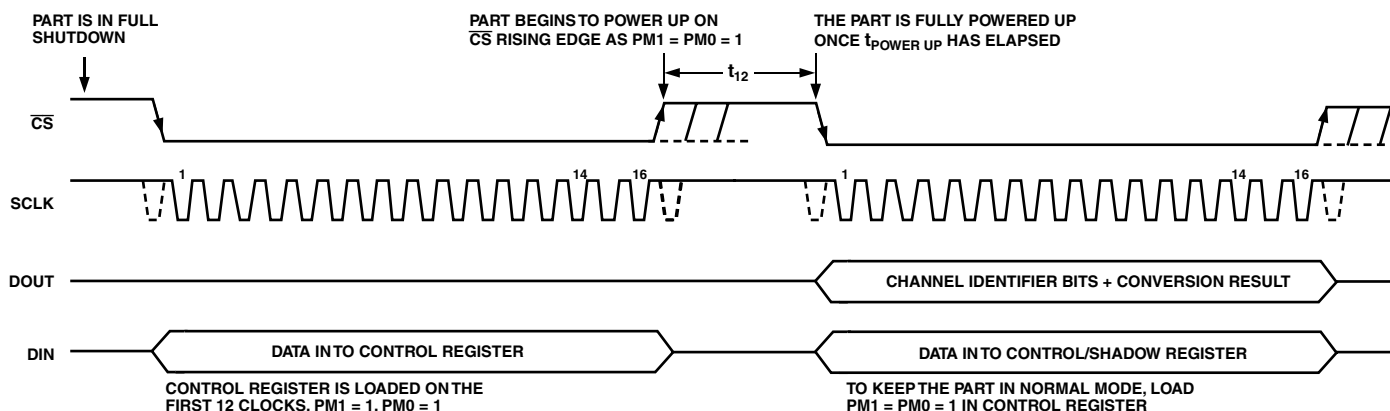 PART IS IN FULL
SHUTDOWN
PART BEGINS TO POWER UP ON
CS RISING EDGE AS PM1 = PM0 = 1
THE PART IS FULLY POWERED UP
ONCE tPOWER UP HAS ELAPSED
t12
CS
SCLK
1
14
16
1
14
16
DOUT
CHANNEL IDENTIFIER BITS + CONVERSION RESULT
DIN
DATA INTO CONTROL REGISTER
DATA INTO CONTROL/SHADOW REGISTER
CONTROL REGISTER IS LOADED ON THE
FIRST 12 CLOCKS, PM1 = 1, PM0 = 1
TO KEEP THE PART IN NORMAL MODE, LOAD
PM1 = PM0 = 1 IN CONTROL REGISTER